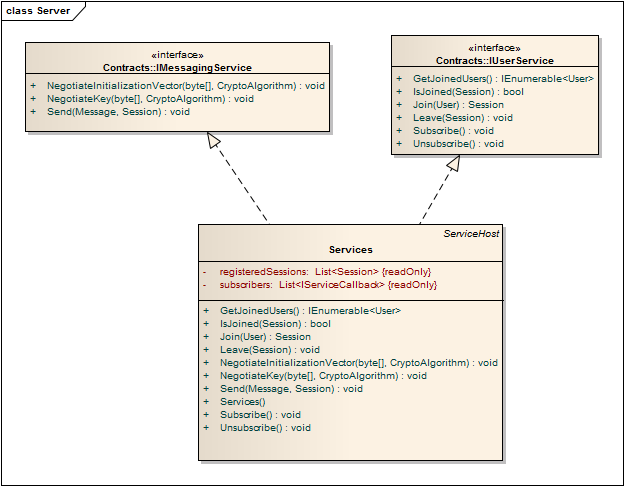 class Server
«interface»
Contracts::IMessagingService
+ NegotiateInitializationVector(byte[], CryptoAlgorithm) : void
+ NegotiateKey(byte[], CryptoAlgorithm) : void
+ Send(Message, Session) : void
«interface»
Contracts::IUserService
+ GetJoinedUsers() : IEnumerable<User>
+ IsJoined(Session) : bool
+ Join(User) : Session
+ Leave(Session) : void
+ Subscribe() : void
+ Unsubscribe() : void
ServiceHost
Services
- registeredSessions: List<Session> {readOnly}
- subscribers: List<IServiceCallback> {readOnly}
+ GetJoinedUsers() : IEnumerable<User>
+ IsJoined(Session) : bool
+ Join(User) : Session
+ Leave(Session) : void
+ NegotiateInitializationVector(byte[], CryptoAlgorithm) : void
+ NegotiateKey(byte[], CryptoAlgorithm) : void
+ Send(Message, Session) : void
+ Services()
+ Subscribe() : void
+ Unsubscribe() : void